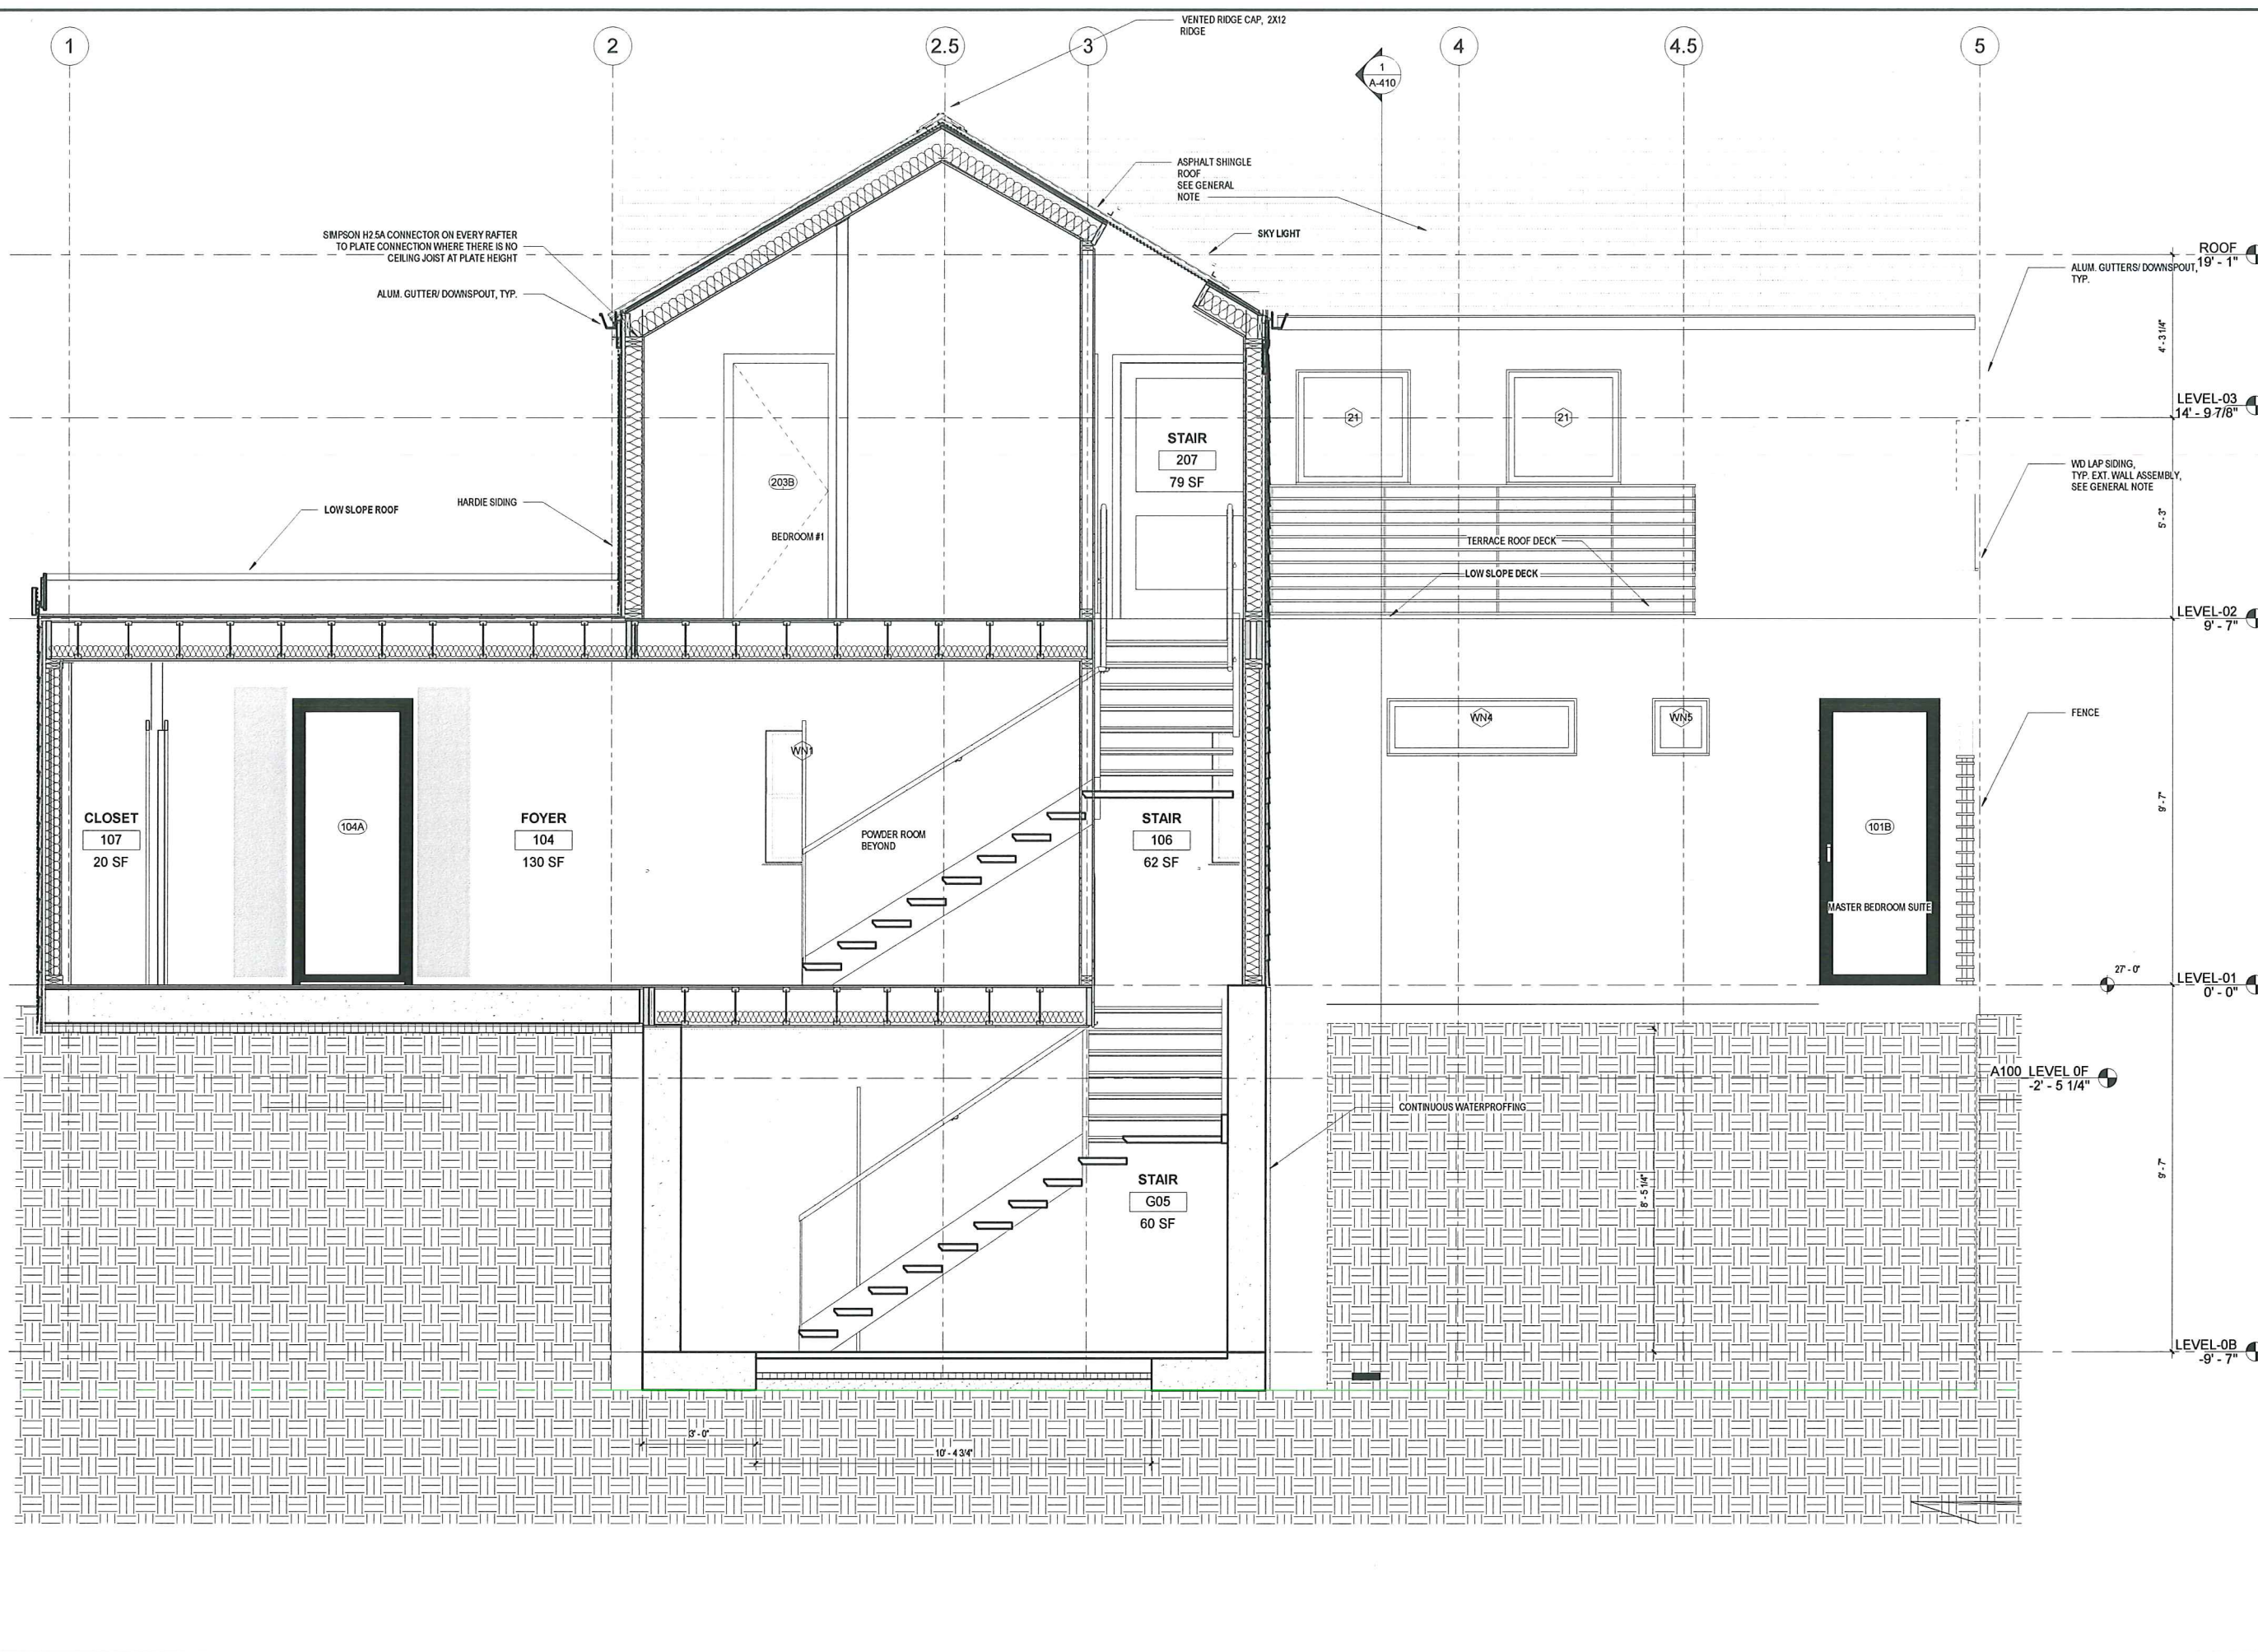 VENTED RIDGE CAP, 2X12
RIDGE
1
2
2.5
3
4
4.5
5
1
A-410
ASPHALT SHINGLE
ROOF
SEE GENERAL
NOTE
SIMPSON H2.5A CONNECTOR ON EVERY RAFTER
TO PLATE CONNECTION WHERE THERE IS NO
CEILING JOIST AT PLATE HEIGHT
SKY LIGHT
ROOF
19' - 1"
ALUM. GUTTERS/ DOWNSPOUT,
TYP.
ALUM. GUTTER/ DOWNSPOUT, TYP.
4' - 3 1/4"
LEVEL-03
14' - 9 7/8"
21
21
STAIR
207
79 SF
WD LAP SIDING,
TYP. EXT. WALL ASSEMBLY,
SEE GENERAL NOTE
203B
HARDIE SIDING
LOW SLOPE ROOF
5' - 3"
BEDROOM #1
TERRACE ROOF DECK
LOW SLOPE DECK
LEVEL-02
9' - 7"
WN4
WN5
FENCE
WN1
9' - 7"
CLOSET
107
20 SF
104A
FOYER
104
130 SF
POWDER ROOM
BEYOND
STAIR
106
62 SF
101B
MASTER BEDROOM SUITE
27' - 0"
LEVEL-01
0' - 0"
A100_LEVEL 0F
-2' - 5 1/4"
CONTINUOUS WATERPROFFING
STAIR
G05
60 SF
8' - 5 1/4"
9' - 7"
LEVEL-0B
-9' - 7"
3' - 0"
10' - 4 3/4"